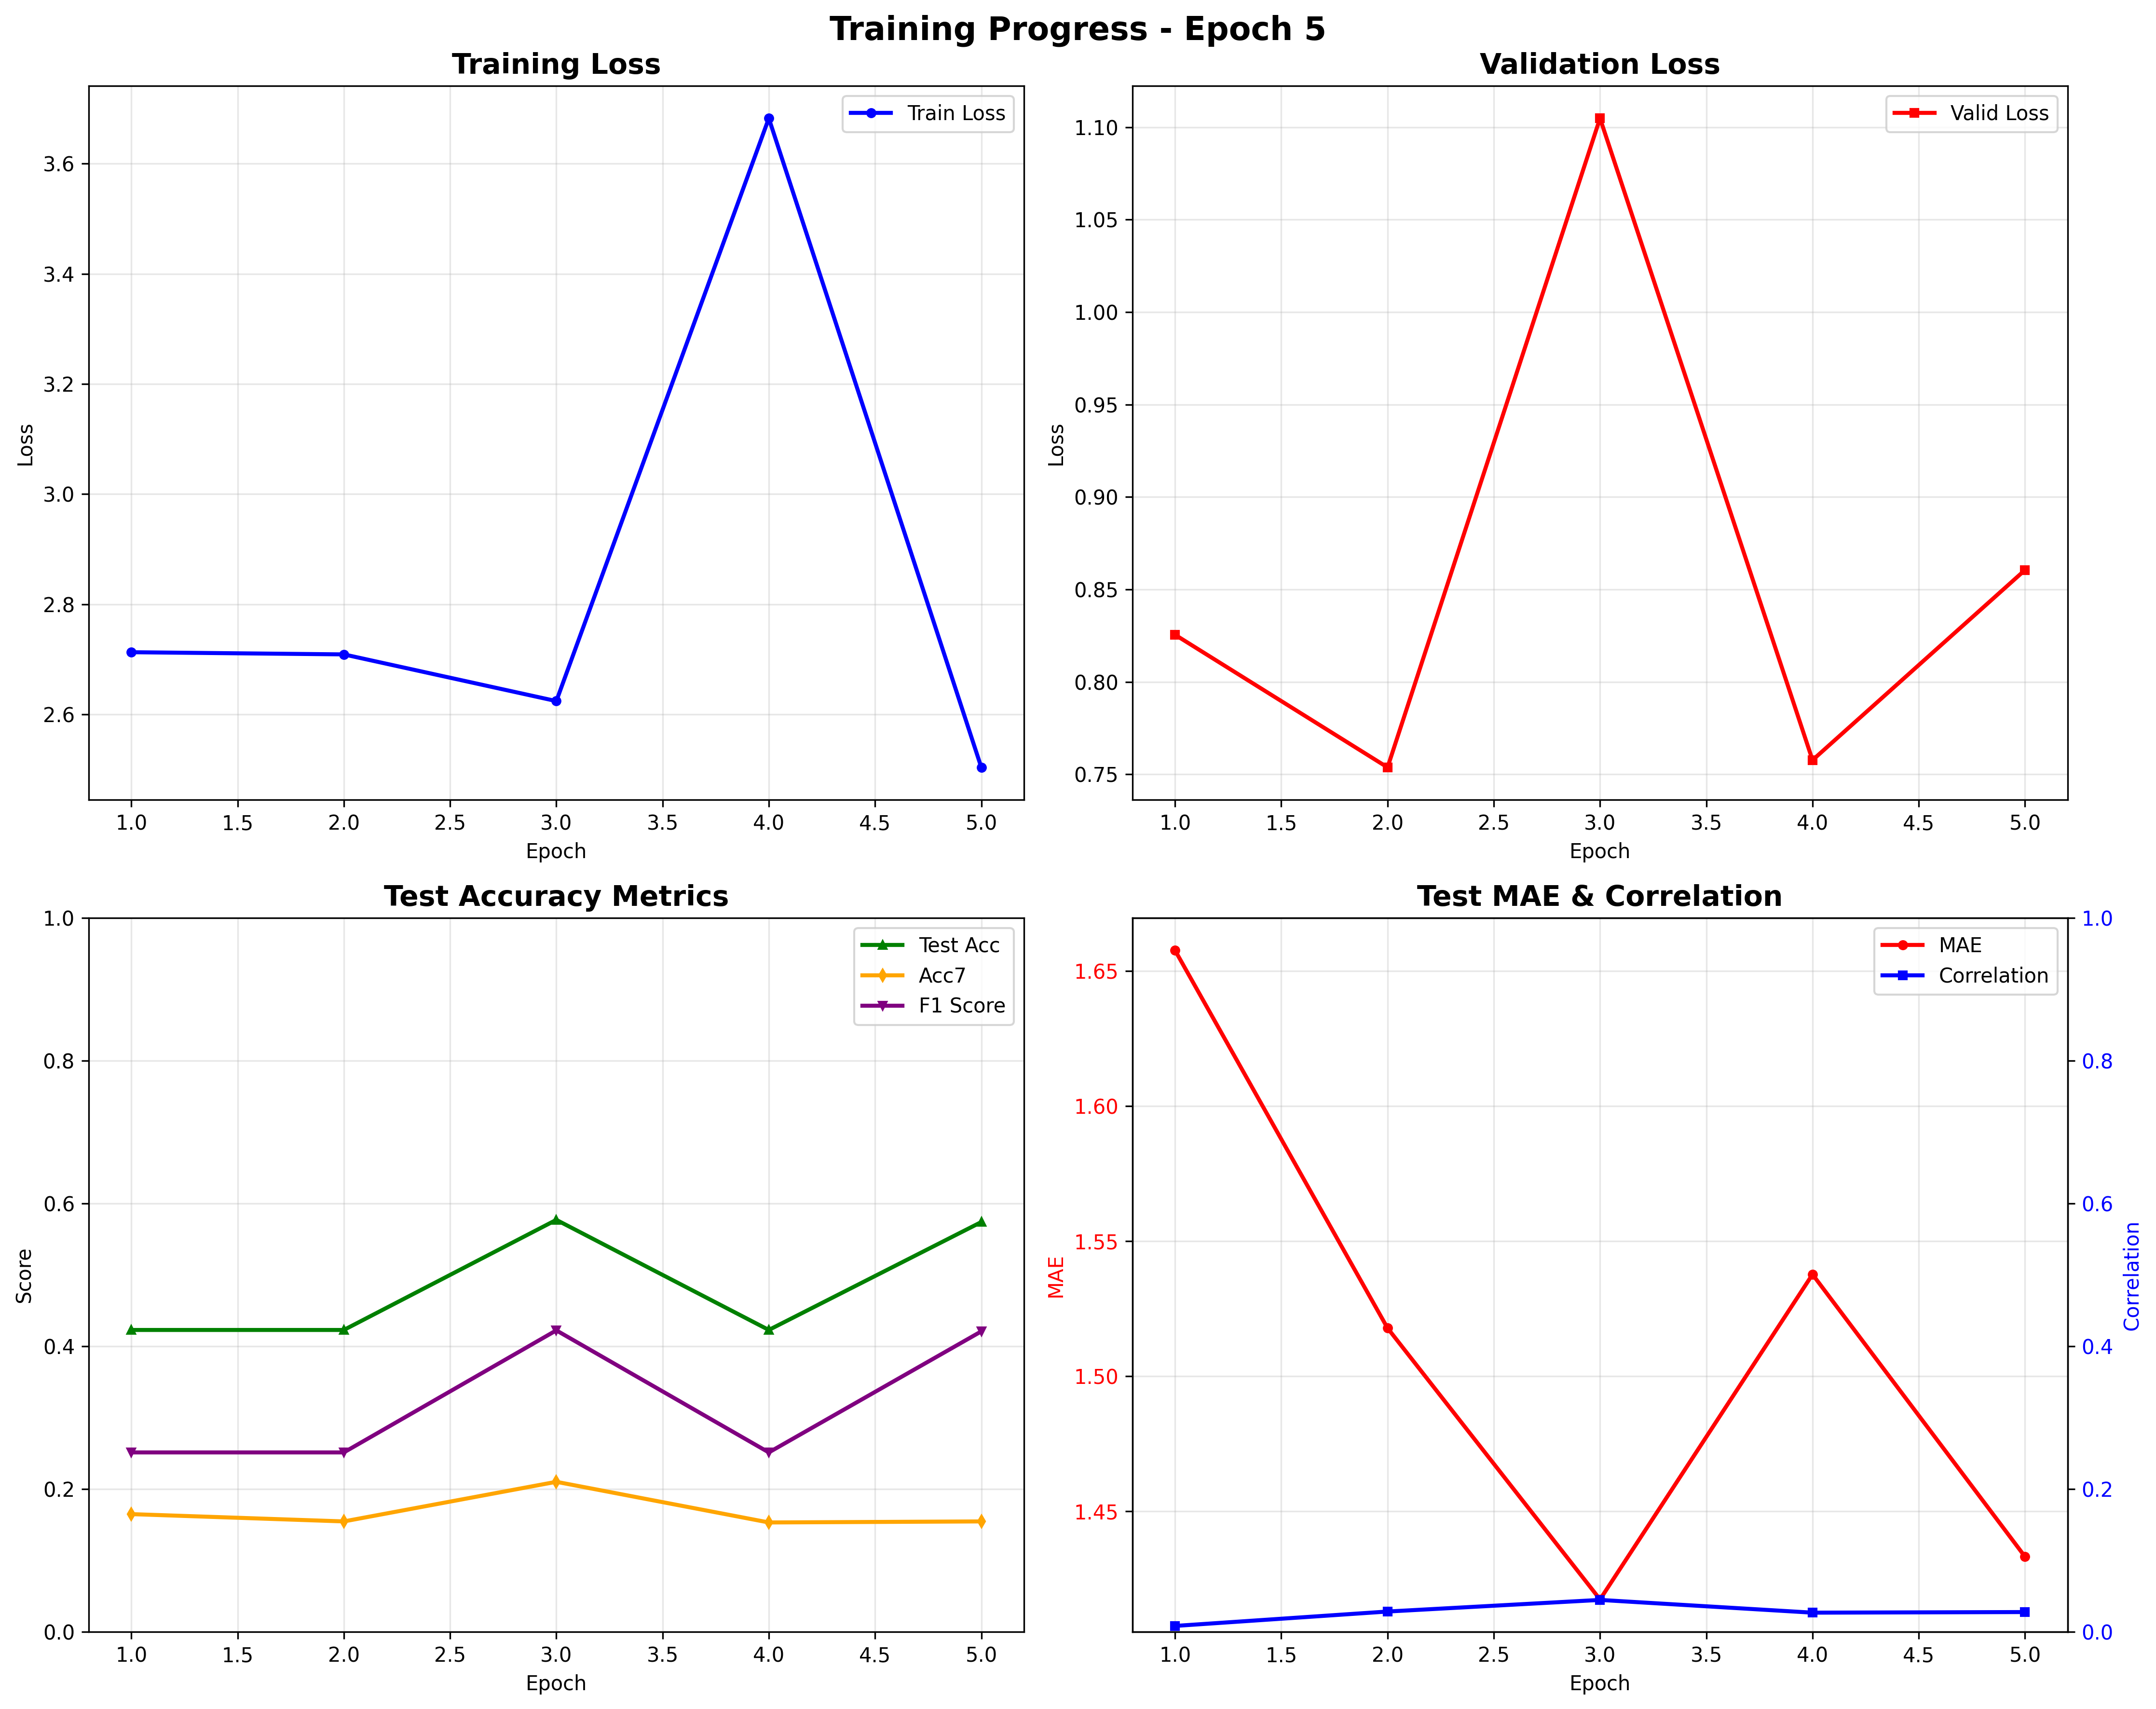 Training Progress - Epoch 5
Training Loss
Train Loss
3.6
3.4
3.2
3.0
2.8
2.6
Loss
1.0 1.5 2.0 2.5 3.0 3.5 4.0 4.5 5.0
Epoch
Validation Loss
Valid Loss
1.10
1.05
1.00
0.95
0.90
0.85
0.80
0.75
Loss
1.0 1.5 2.0 2.5 3.0 3.5 4.0 4.5 5.0
Epoch
Test Accuracy Metrics
Test Acc
Acc7
F1 Score
1.0
0.8
0.6
0.4
0.2
0.0
Score
1.0 1.5 2.0 2.5 3.0 3.5 4.0 4.5 5.0
Epoch
Test MAE & Correlation
MAE
Correlation
1.65
1.60
1.55
1.50
1.45
MAE
1.0
0.8
0.6
0.4
0.2
0.0
Correlation
1.0 1.5 2.0 2.5 3.0 3.5 4.0 4.5 5.0
Epoch